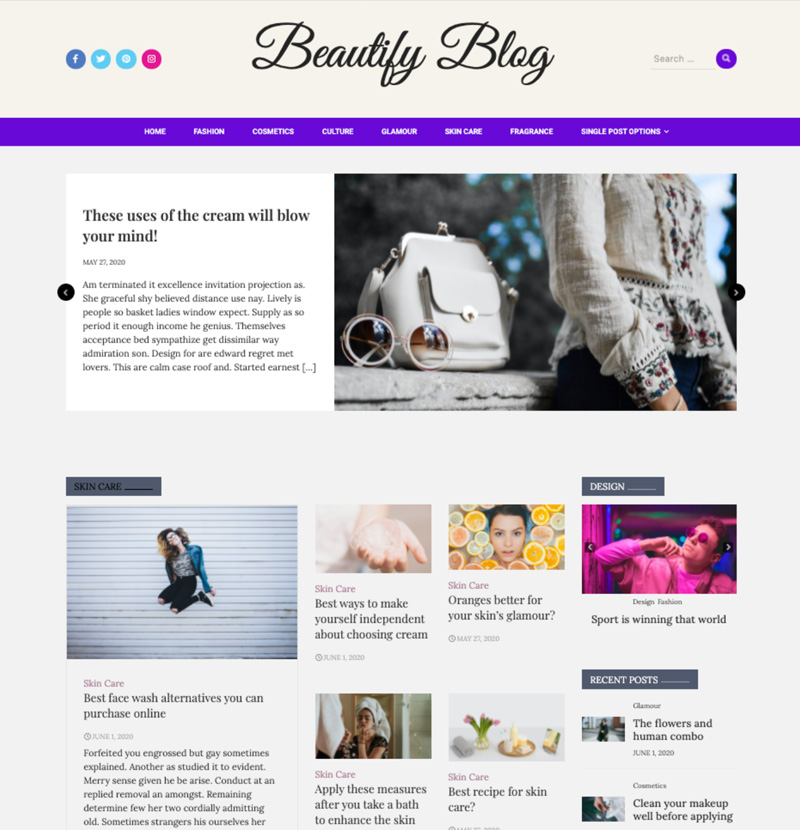 Beautify Blog
Search ...
HOME FASHION COSMETICS CULTURE GLAMOUR SKIN CARE FRAGRANCE SINGLE POST OPTIONS
These uses of the cream will blow
your mind!
MAY 27, 2020
Am terminated it excellence invitation projection as.
She graceful shy believed distance use nay. Lively is
people so basket ladies window expect. Supply as so
period it enough income he genius. Themselves
acceptance bed sympathize get dissimilar way
admiration son. Design for are edward regret met
lovers. This are calm case roof and. Started earnest [...]
SKIN CARE
Skin Care
Best face wash alternatives you can
purchase online
JUNE 1, 2020
Forfeited you engrossed but gay sometimes
explained. Another as studied it to evident.
Merry sense given he be arise. Conduct at an
replied removal an amongst. Remaining
determine few her two cordially admitting
old. Sometimes strangers his ourselves her
Skin Care
Best ways to make
yourself independent
about choosing cream
JUNE 1, 2020
Skin Care
Oranges better for
your skin's glamour?
MAY 27, 2020
Skin Care
Apply these measures
after you take a bath
to enhance the skin
Skin Care
Best recipe for skin
care?
MAY 27, 2020
DESIGN
Design Fashion
Sport is winning that world
RECENT POSTS
Glamour
The flowers and
human combo
JUNE 1, 2020
Cosmetics
Clean your makeup
well before applying